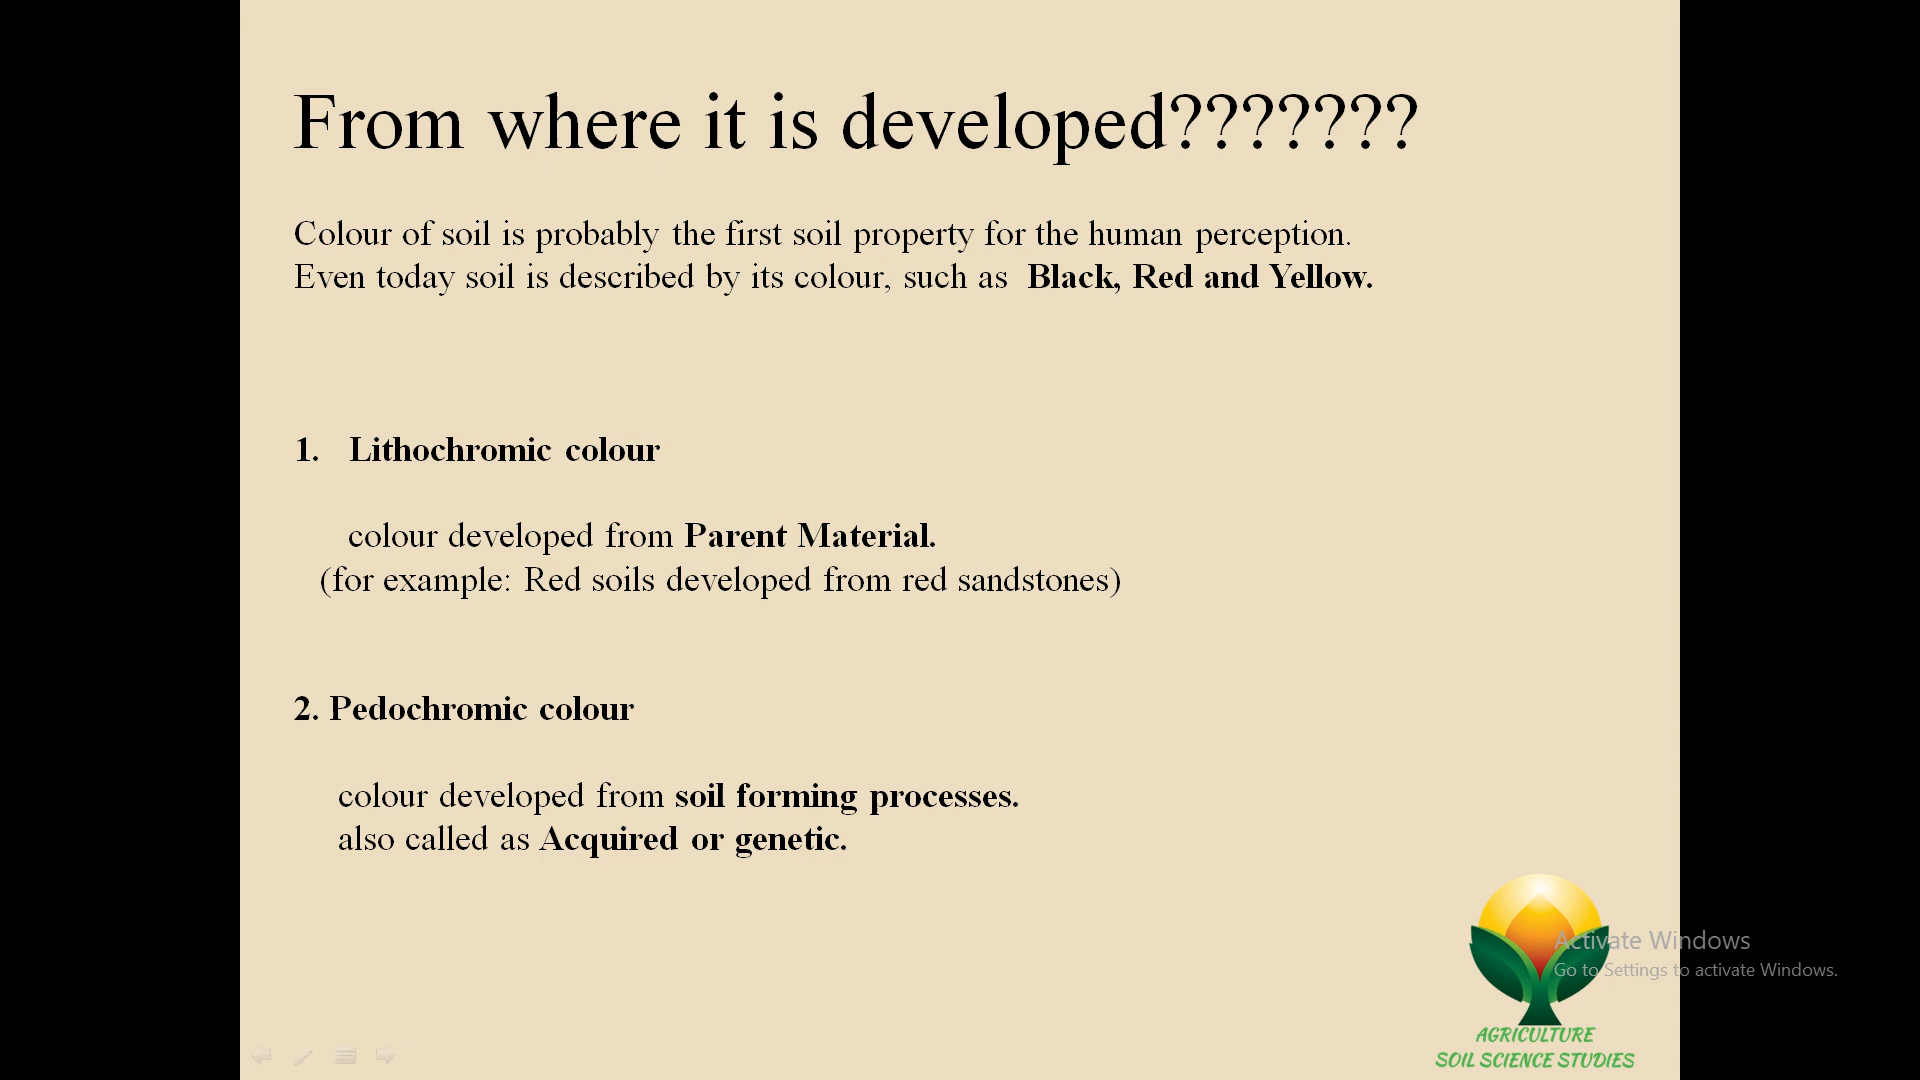 From where it is developed???????
Colour of soil is probably the first soil property for the human perception.
Even today soil is described by its colour, such as Black, Red and Yellow.
1. Lithochromic colour
colour developed from Parent Material.
(for example: Red soils developed from red sandstones)
2. Pedochromic colour
colour developed from soil forming processes.
also called as Acquired or genetic.
Activate Windows
Go to Settings to activate Windows.
AGRICULTURE
SOIL SCIENCE STUDIES